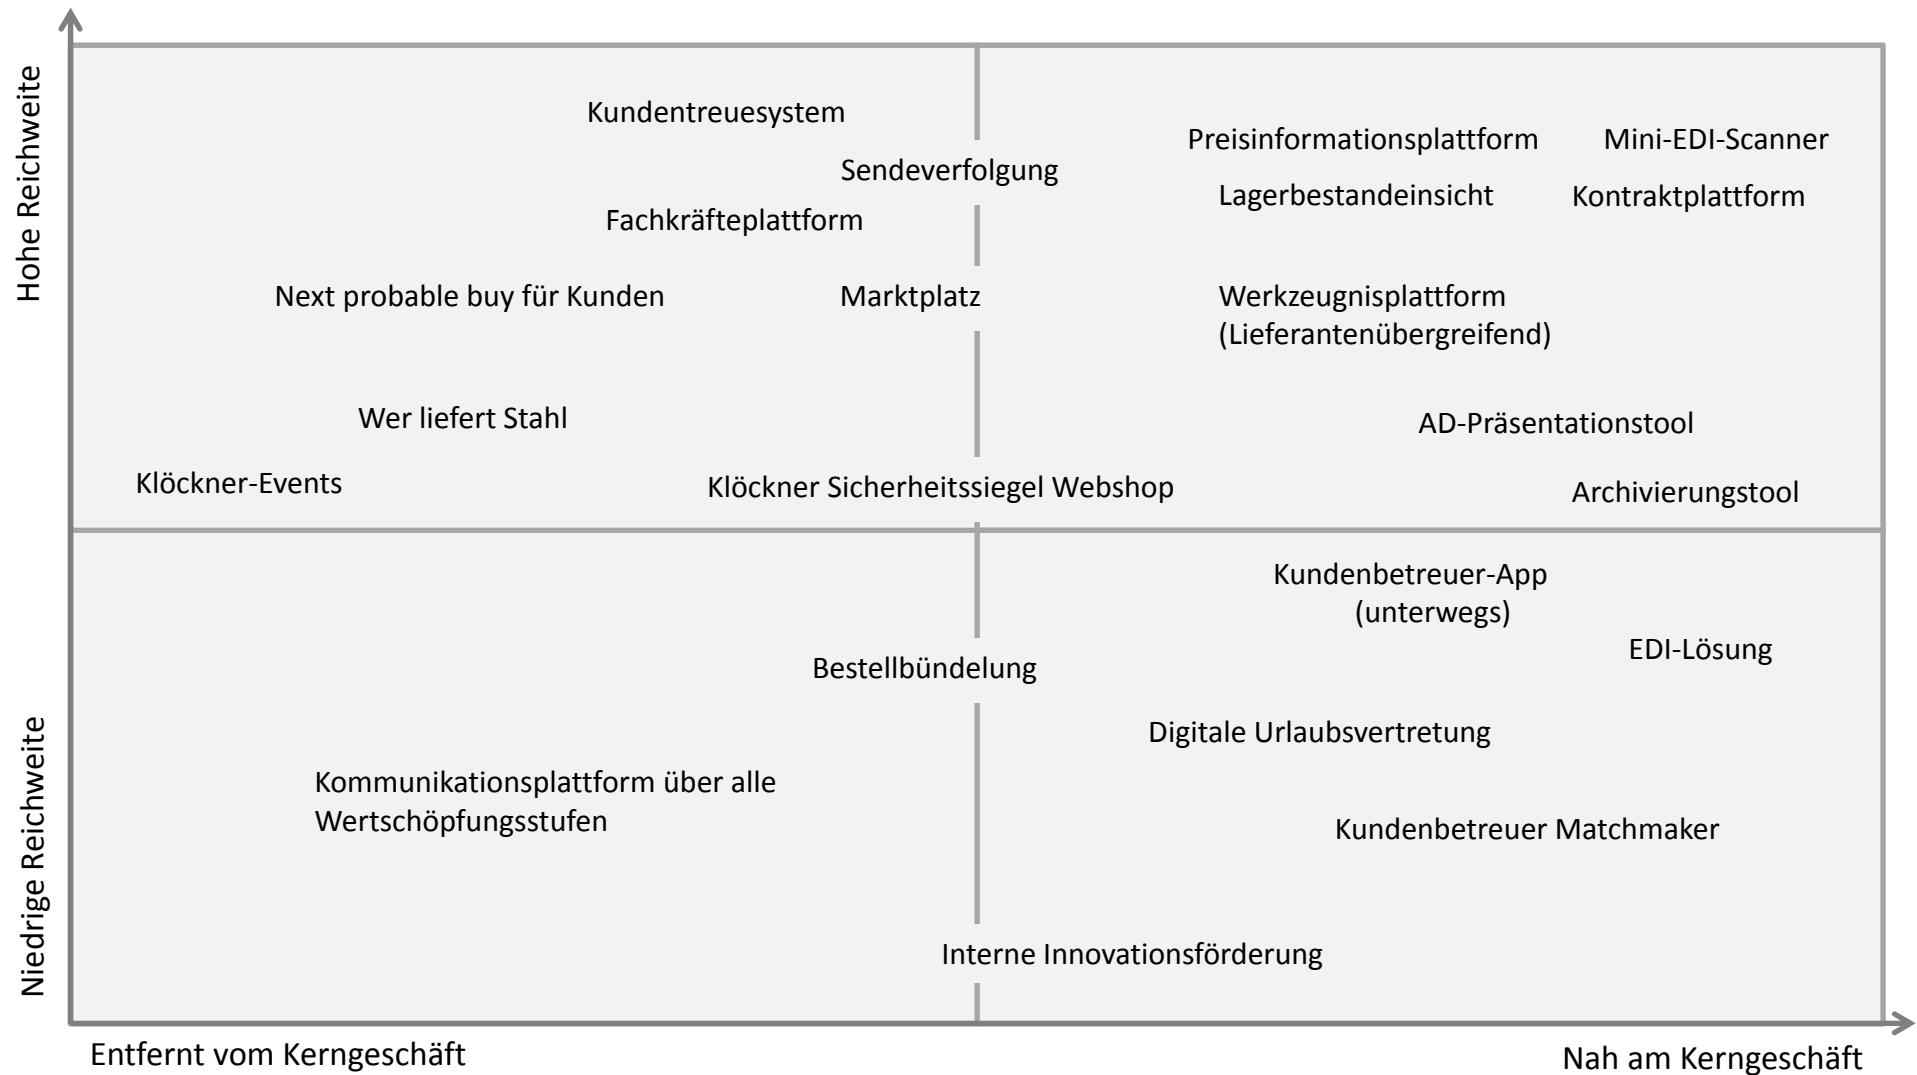 Hohe Reichweite
Kundentreuesystem
Preisinformationsplattform
Mini-EDI-Scanner
Sendeverfolgung
Lagerbestandeinsicht
Kontraktplattform
Fachkräfteplattform
Next probable buy für Kunden
Marktplatz
Werkzeugnisplattform
(Lieferantenübergreifend)
Wer liefert Stahl
AD-Präsentationstool
Klöckner-Events
Klöckner Sicherheitssiegel Webshop
Archivierungstool
Niedrige Reichweite
Kundenbetreuer-App
(unterwegs)
EDI-Lösung
Bestellbündelung
Digitale Urlaubsvertretung
Kommunikationsplattform über alle
Wertschöpfungsstufen
Kundenbetreuer Matchmaker
Interne Innovationsförderung
Entfernt vom Kerngeschäft
Nah am Kerngeschäft